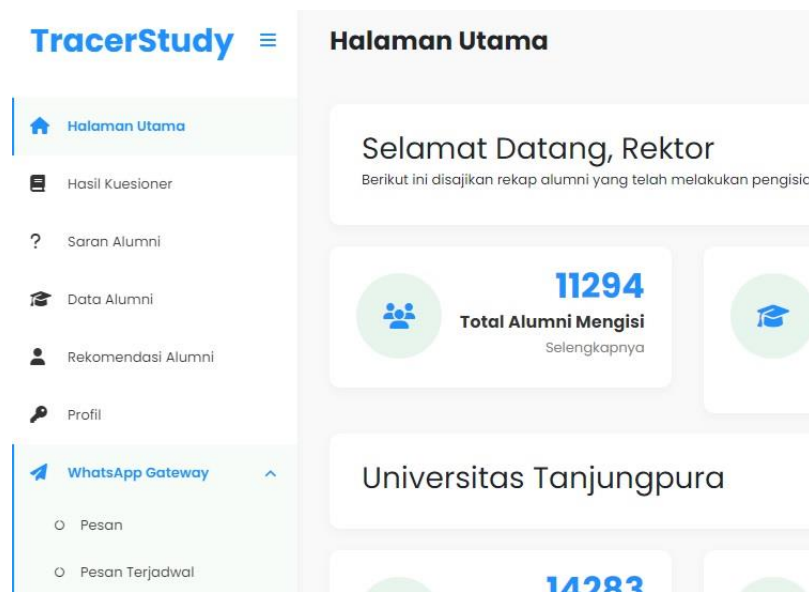 TracerStudy
Halaman Utama
Hasil Kuesioner
? Saran Alumni
Data Alumni
Rekomendasi Alumni
Profil
WhatsApp Gateway
Pesan
Pesan Terjadwal
Halaman Utama
Selamat Datang, Rektor
Berikut ini disajikan rekap alumni yang telah melakukan
11294
Total Alumni Mengisi
Selengkapnya
Universitas Tanjungpura
14283